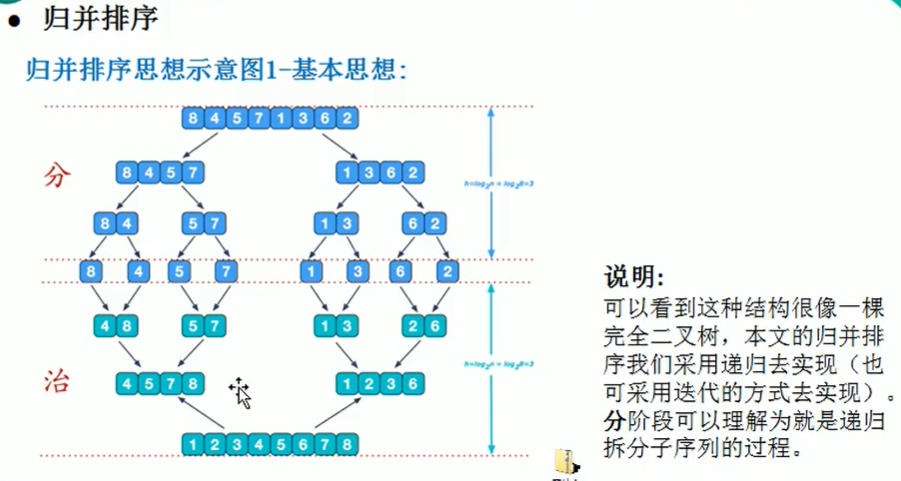 ● 归并排序
归并排序思想示意图1-基本思想:
8 4 5 7 1 3 6 2
分
8 4 5 7 1 3 6 2
h=log₂n = log₂8=3
8 4 5 7 1 3 6 2
8 4 5 7 1 3 6 2
说明:
可以看到这种结构很像一棵
完全二叉树，本文的归并排
序我们采用递归去实现（也
可采用迭代的方式去实现）。
分阶段可以理解为就是递归
拆分子序列的过程。
4 8 5 7 1 3 2 6
h=log₂n = log₂8=3
治
4 5 7 8 1 2 3 6
1 2 3 4 5 6 7 8